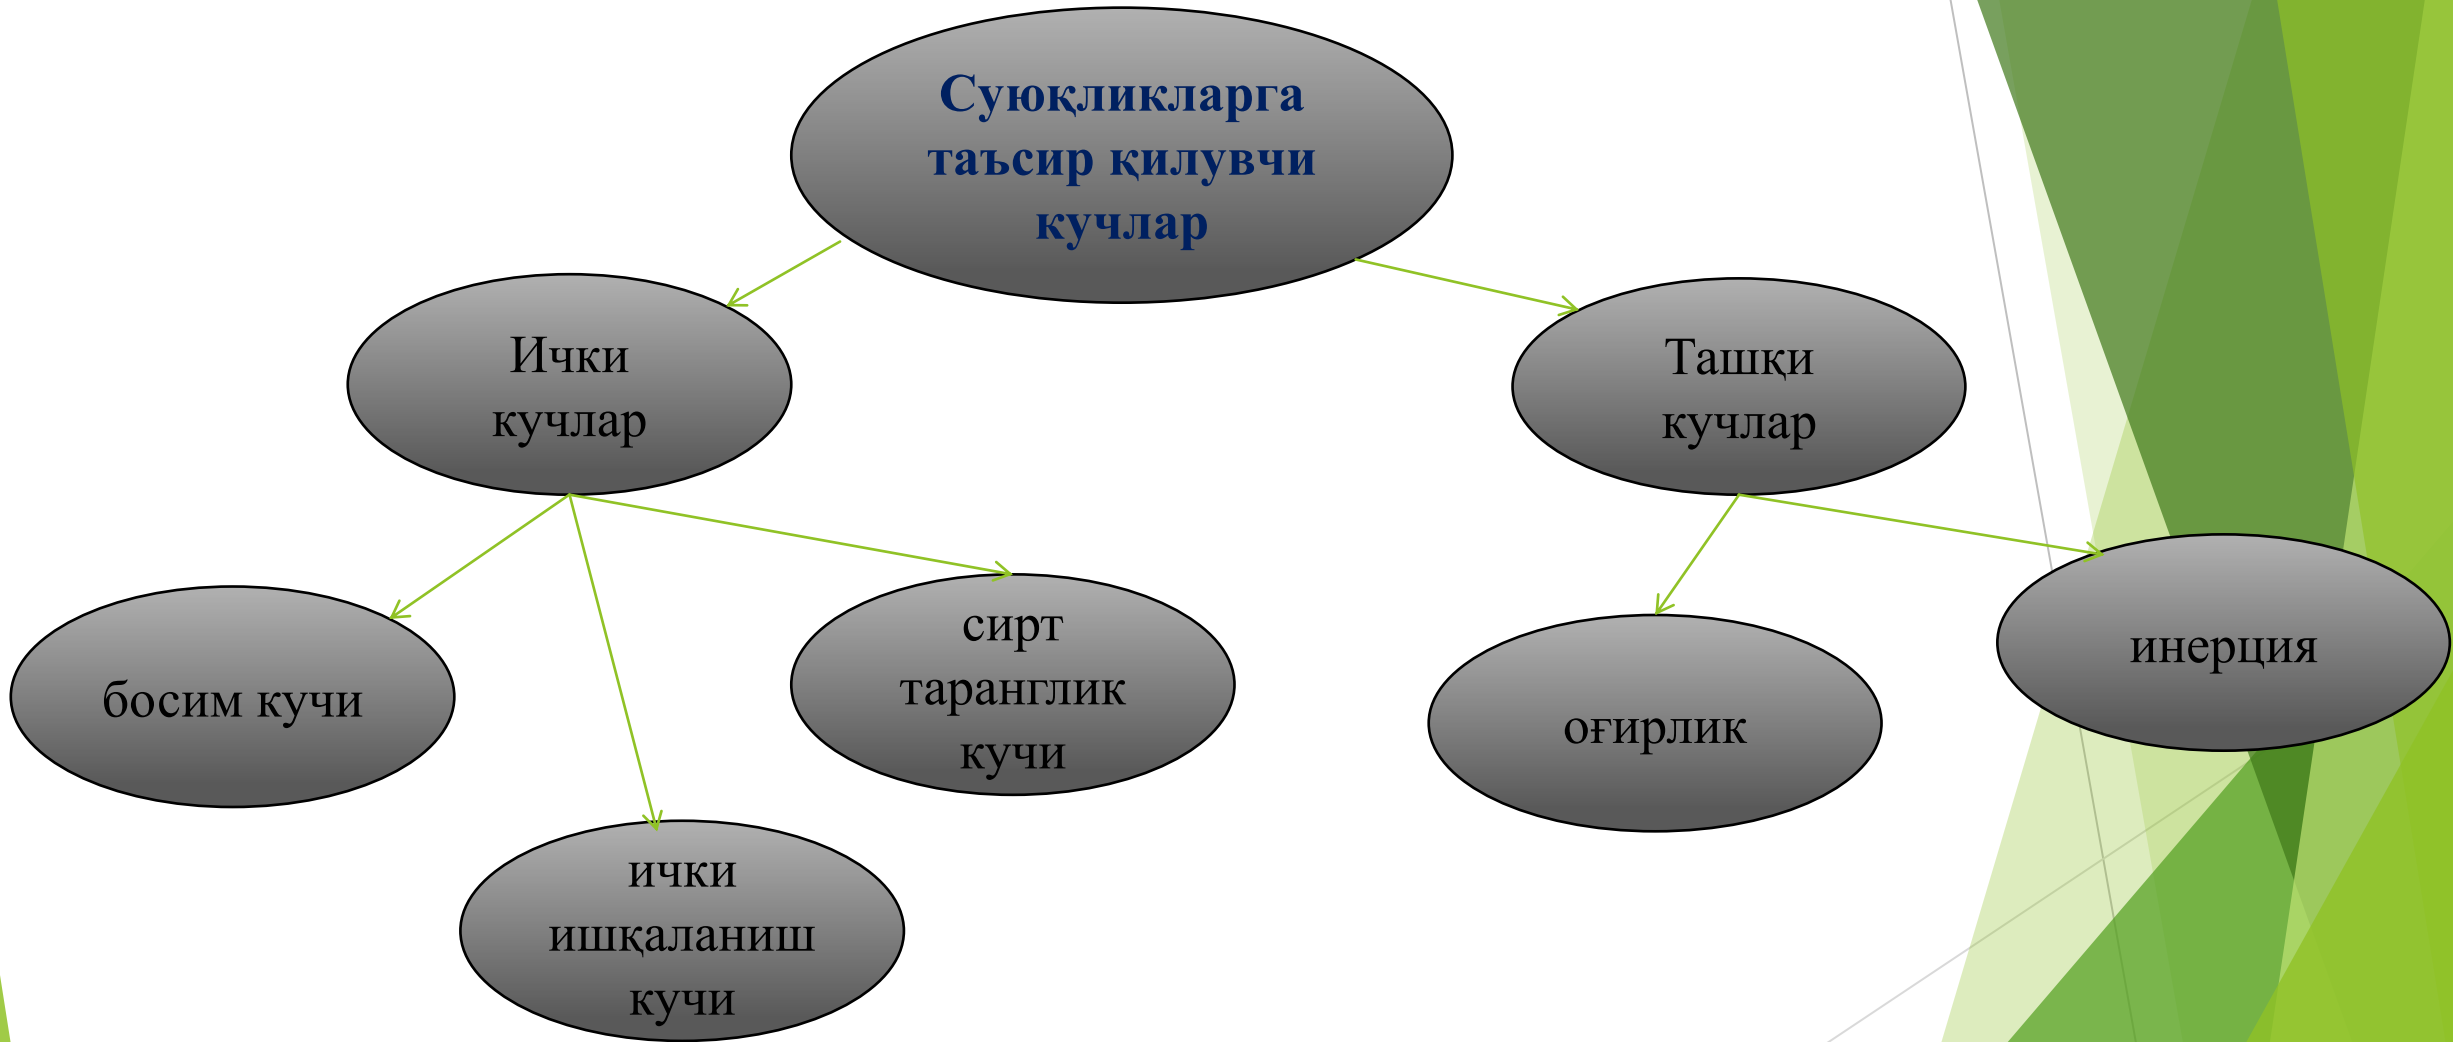 Суюқликларга
таъсир қилувчи
кучлар
Ички
кучлар
Ташқи
кучлар
босим кучи
сирт
таранглик
кучи
оғирлик
инерция
ички
ишқаланиш
кучи